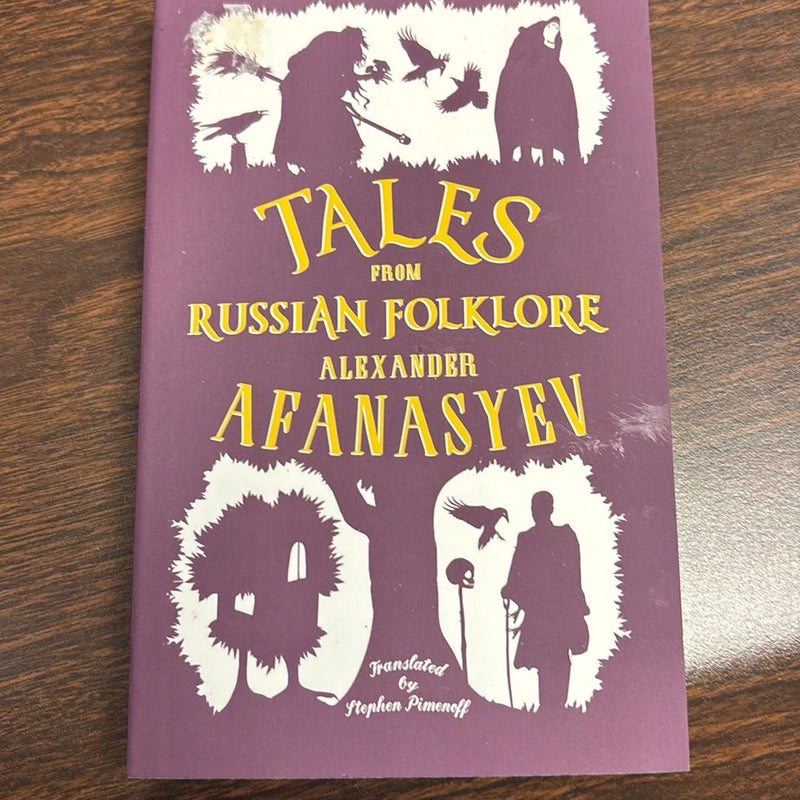 TALES
FROM
RUSSIAN FOLKLORE
ALEXANDER
AFANASYEV
Translated
by
Stephen Pimenoff